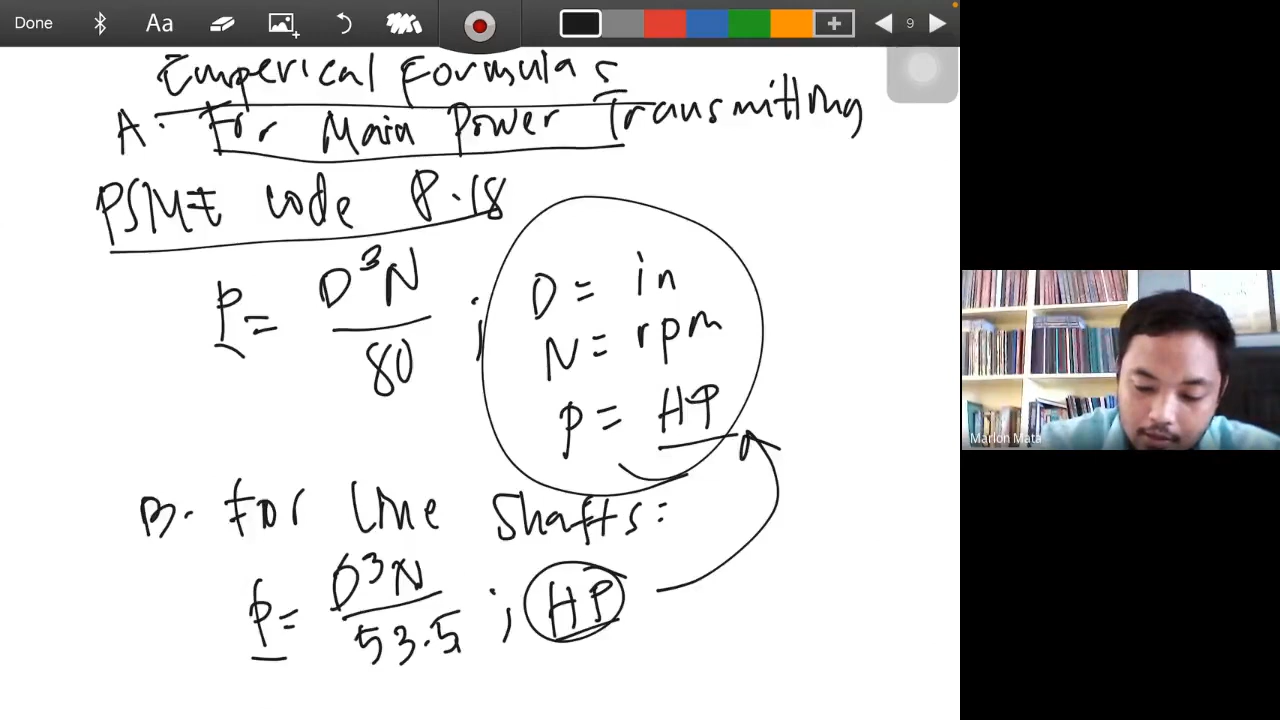 Done Aa 9
Emperical Formulas
A. For Main Power Transmitting
PSME code 8.18
P = D³N / 80 ; D = in
N = rpm
P = HP
B. For Line Shafts:
P = D³N / 53.5 ; HP
Marlon Mata